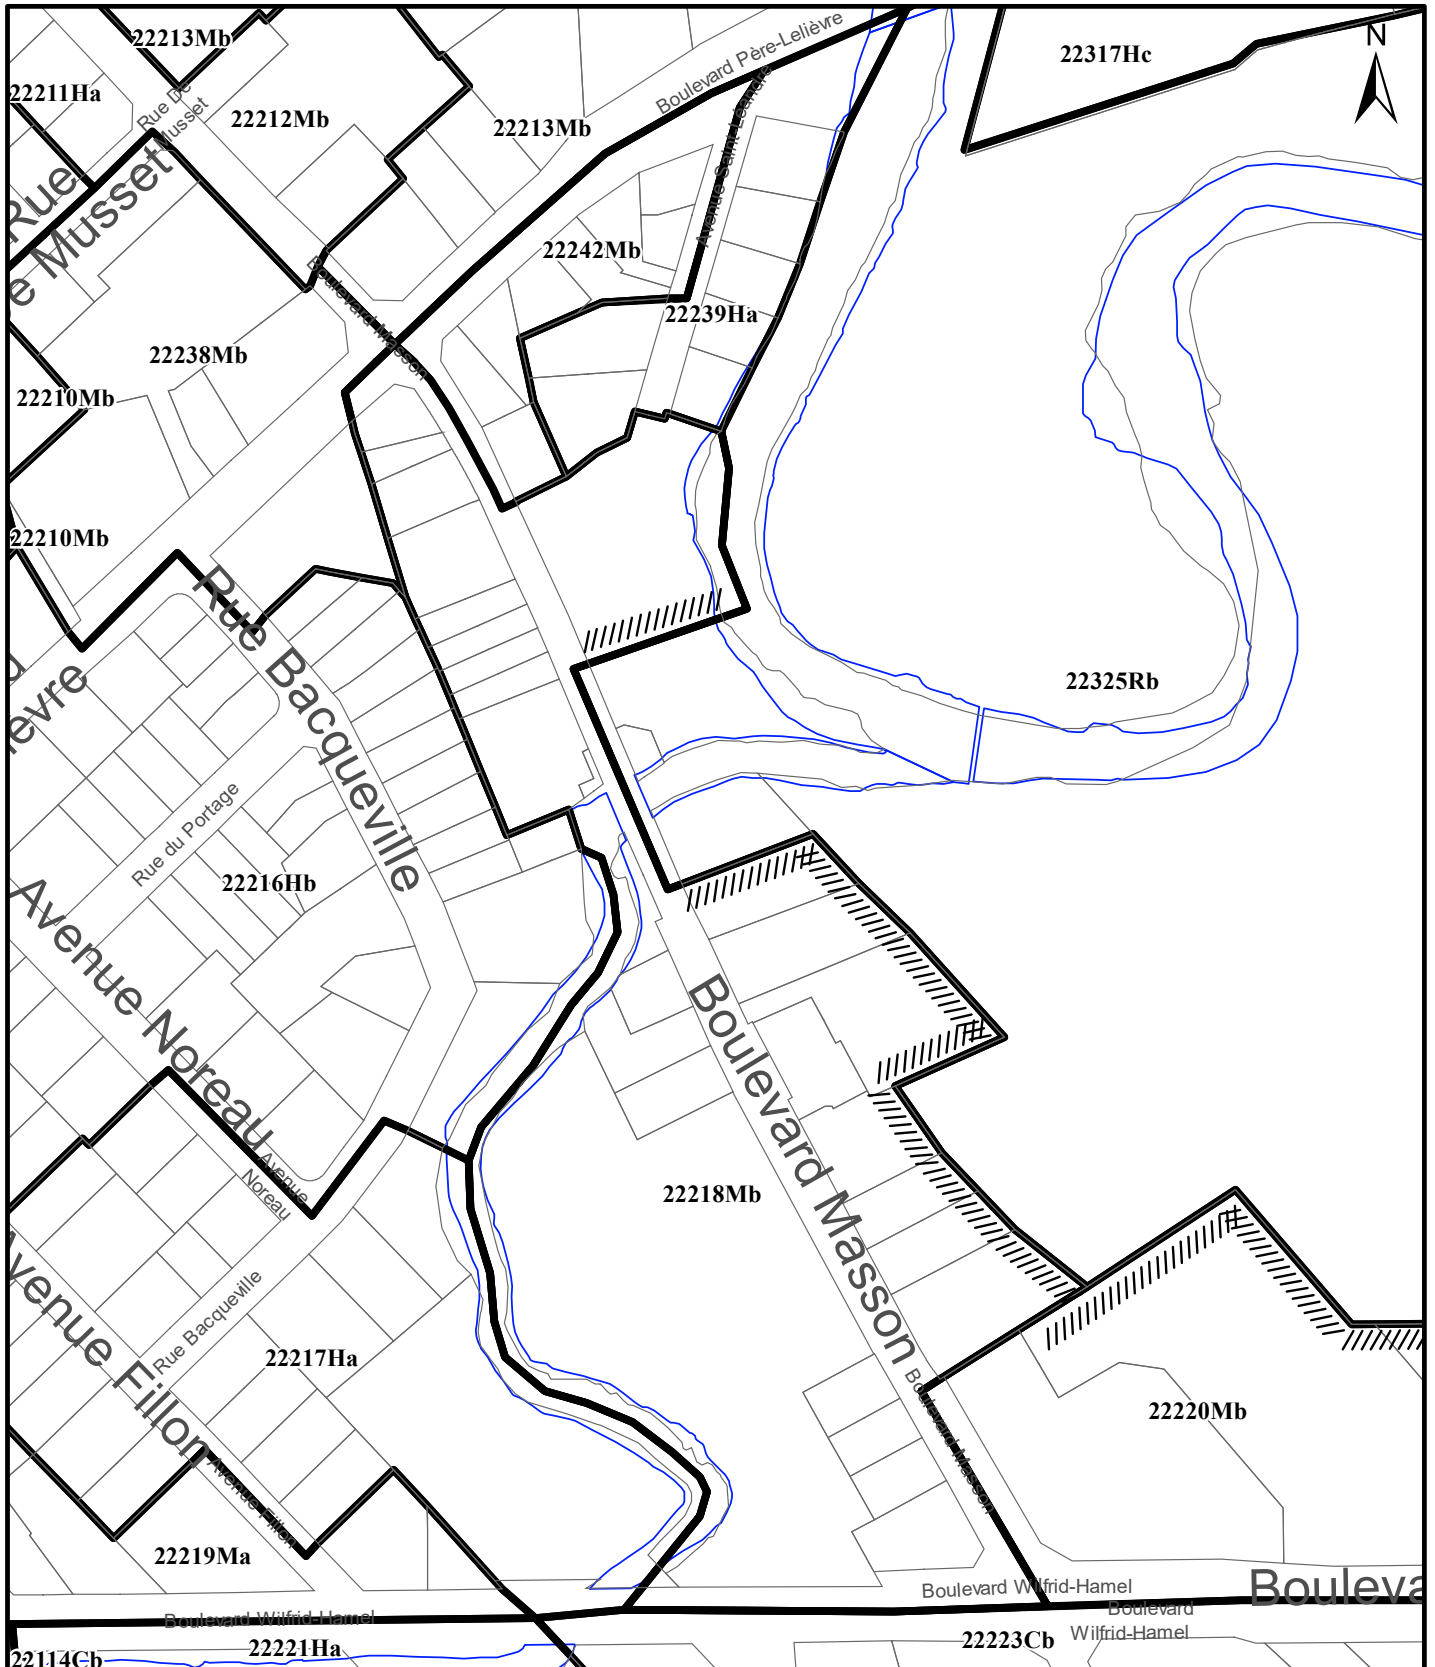 22213Mb
22317Hc
N
Boulevard Père-Lelièvre
22211Ha
Rue De
Musset
22212Mb
22213Mb
Avenue Saint-Léandre
Rue
Musset
22242Mb
Boulevard Masson
22239Ha
22238Mb
22210Mb
22210Mb
Rue Bacqueville
22325Rb
Rue du Portage
22216Hb
Avenue Noreau
Boulevard Masson
Avenue
Noreau
22218Mb
Rue Bacqueville
Avenue Fillon
22217Ha
Boulevard Masson
22220Mb
Avenue Fillon
22219Ma
Boulevard Wilfrid-Hamel
Bouleva
Boulevard Wilfrid-Hamel
Boulevard
Wilfrid-Hamel
22114Cb
22221Ha
22223Cb